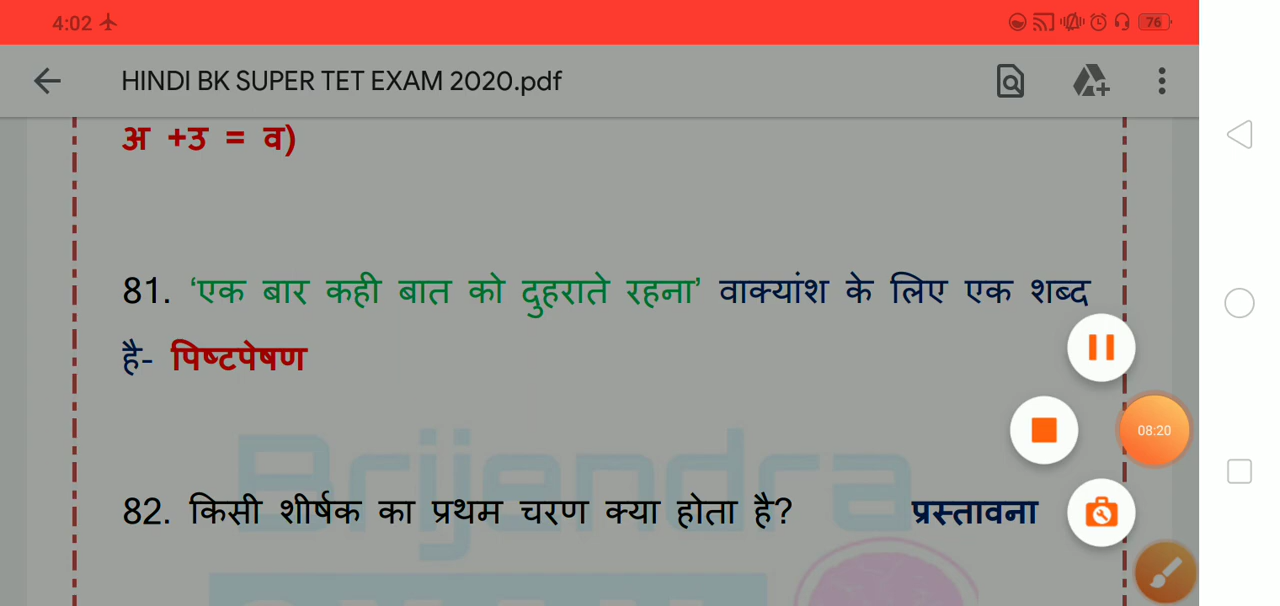 4:02
76
HINDI BK SUPER TET EXAM 2020.pdf
अ +उ = व)
81. ‘एक बार कही बात को दुहराते रहना’ वाक्यांश के लिए एक शब्द
है- पिष्टपेषण
08:20
Brijendra
82. किसी शीर्षक का प्रथम चरण क्या होता है? प्रस्तावना